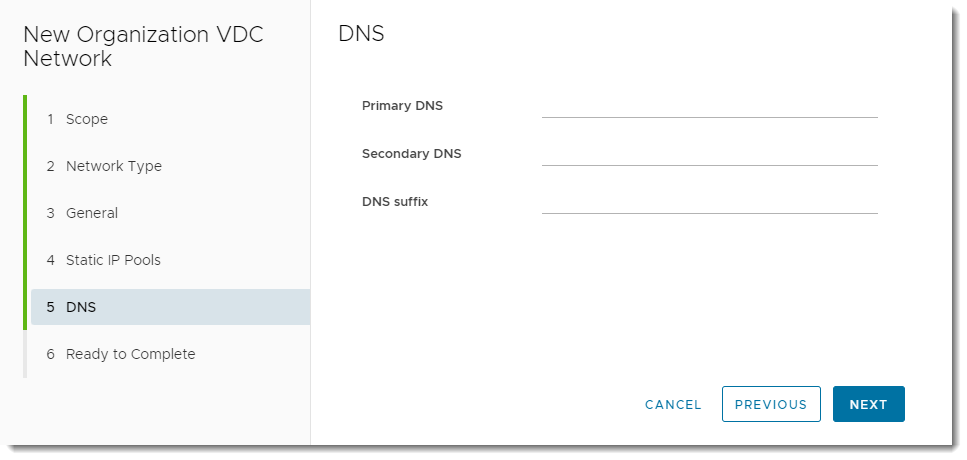 New Organization VDC
Network
1 Scope
2 Network Type
3 General
4 Static IP Pools
5 DNS
6 Ready to Complete
DNS
Primary DNS
Secondary DNS
DNS suffix
CANCEL PREVIOUS NEXT